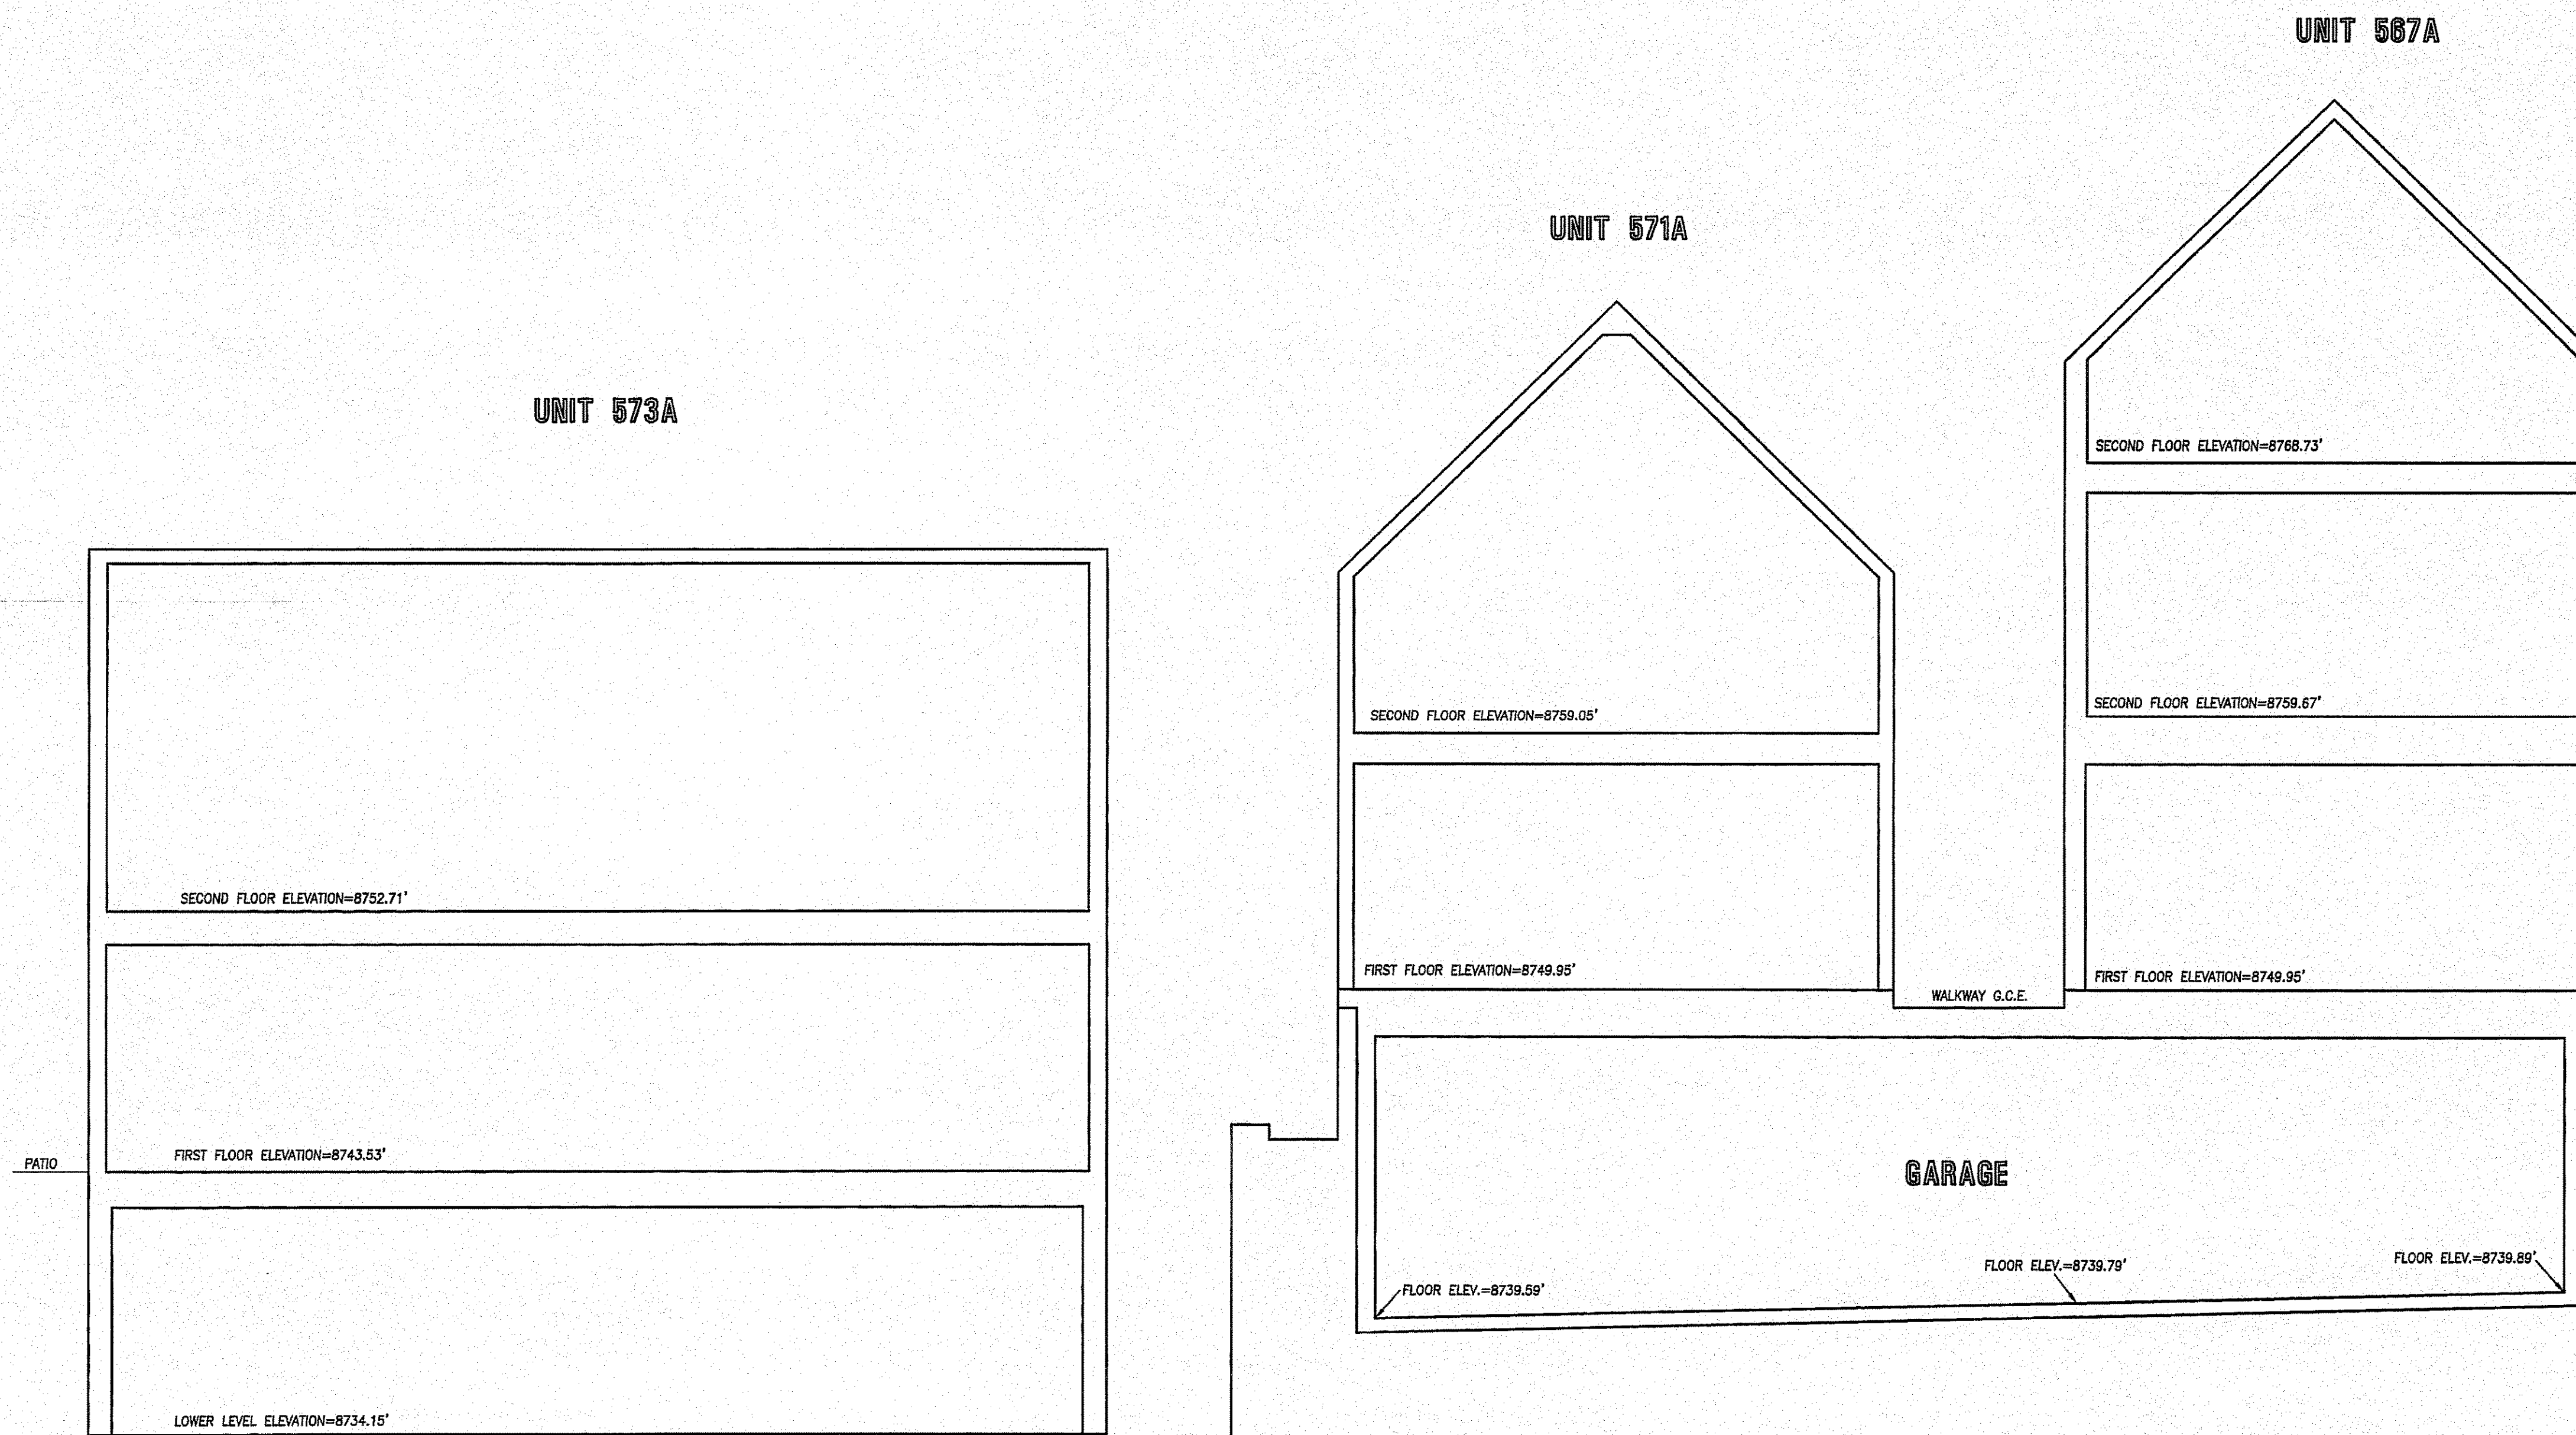 UNIT 567A
UNIT 571A
UNIT 573A
SECOND FLOOR ELEVATION=8768.73'
SECOND FLOOR ELEVATION=8759.67'
SECOND FLOOR ELEVATION=8759.05'
SECOND FLOOR ELEVATION=8752.71'
FIRST FLOOR ELEVATION=8749.95'
FIRST FLOOR ELEVATION=8749.95'
WALKWAY G.C.E.
FIRST FLOOR ELEVATION=8743.53'
PATIO
GARAGE
FLOOR ELEV.=8739.89'
FLOOR ELEV.=8739.79'
FLOOR ELEV.=8739.59'
LOWER LEVEL ELEVATION=8734.15'